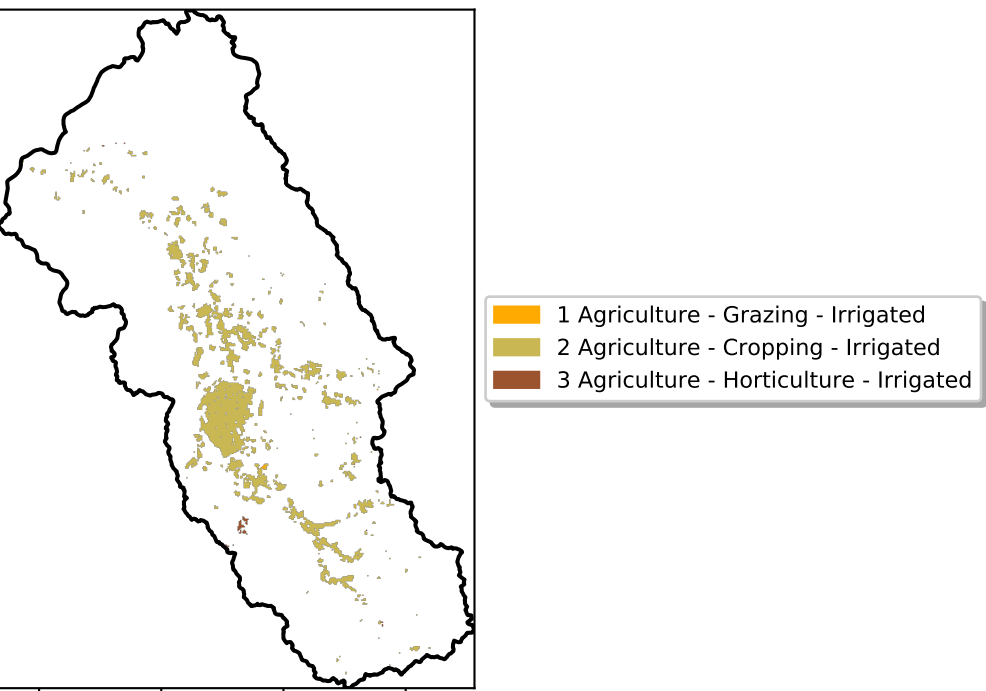 1 Agriculture - Grazing - Irrigated
2 Agriculture - Cropping - Irrigated
3 Agriculture - Horticulture - Irrigated